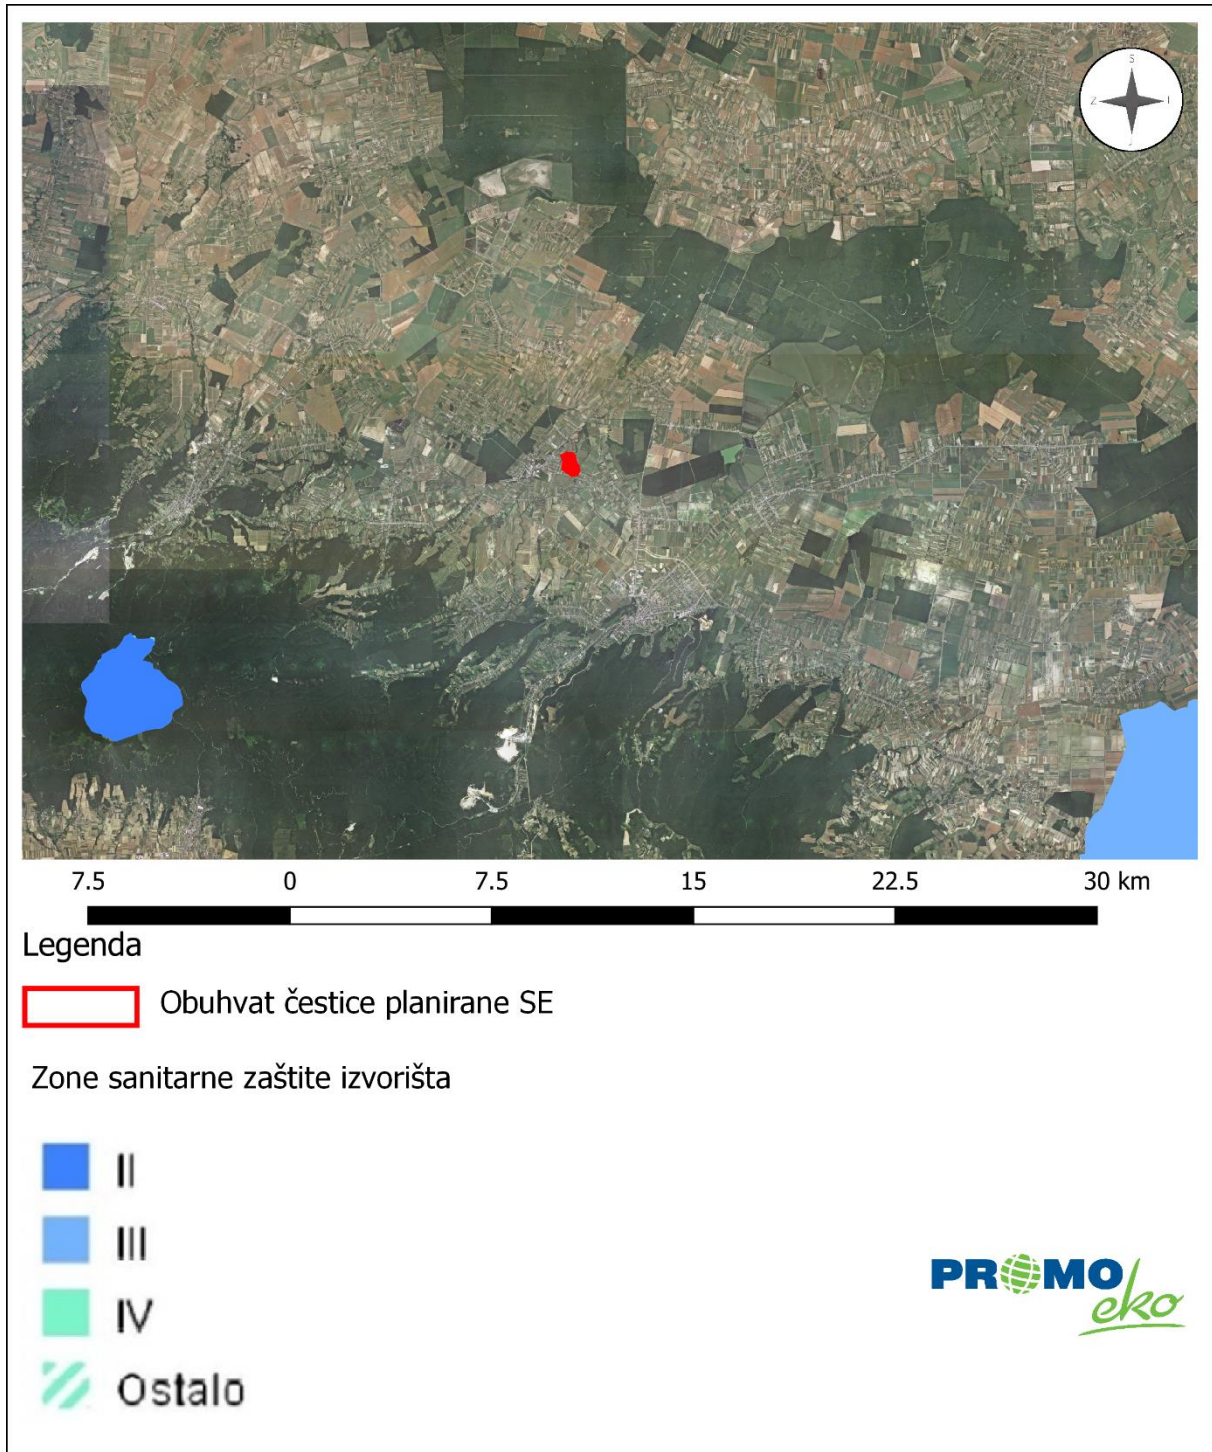 S
Z I
J
7.5 0 7.5 15 22.5 30 km
Legenda
Obuhvat čestice planirane SE
Zone sanitarne zaštite izvorišta
II
III
IV
Ostalo
PROMO
eko